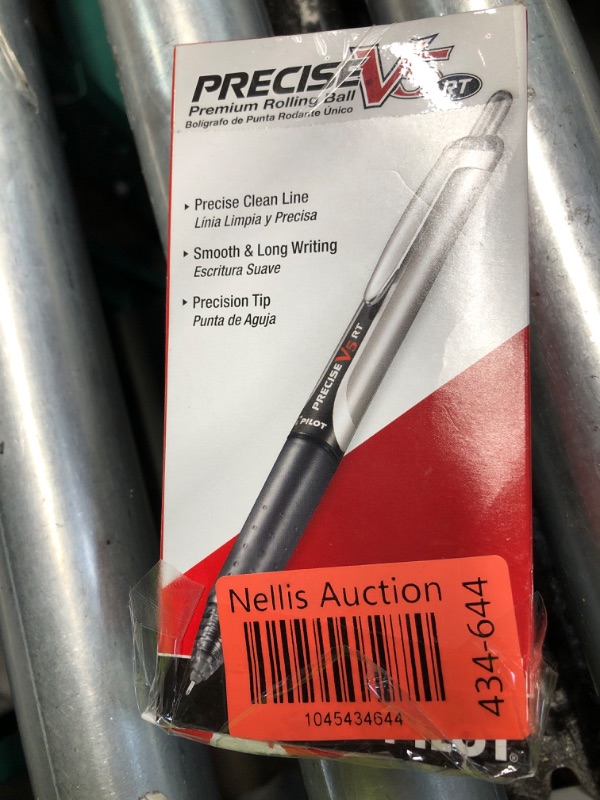 PRECISE V5 RT
Premium Rolling Ball
Bolígrafo de Punta Rodante Único
Precise Clean Line
Línia Limpia y Precisa
Smooth & Long Writing
Escritura Suave
Precision Tip
Punta de Aguja
PRECISE V5 RT
PILOT
Nellis Auction
1045434644
434-644
PILOT®